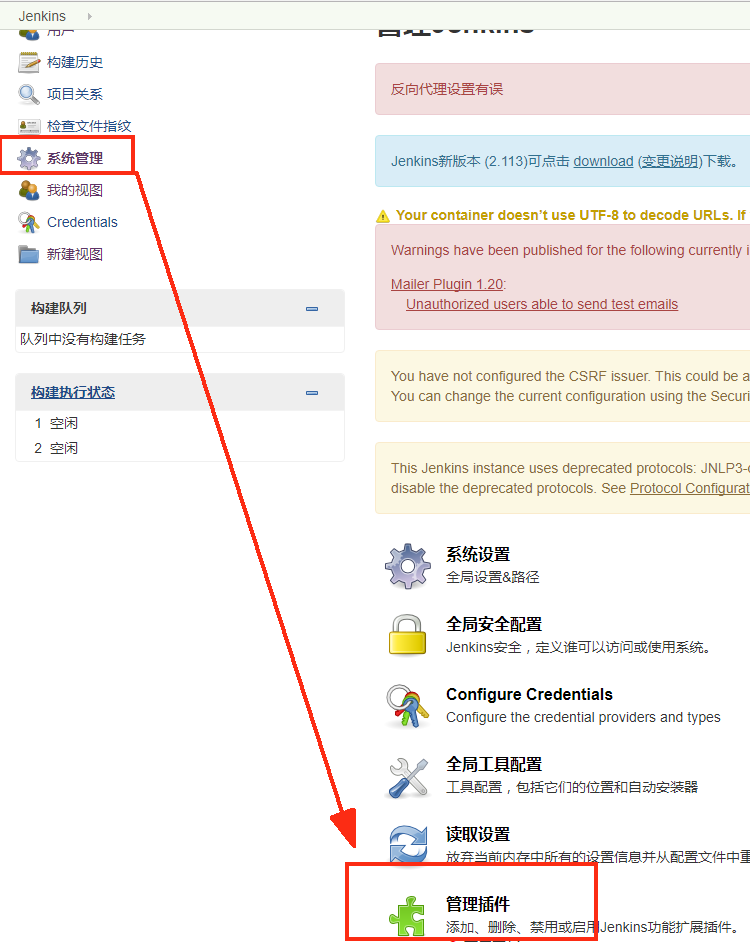 Jenkins
用户
管理Jenkins
构建历史
项目关系
检查文件指纹
系统管理
我的视图
Credentials
新建视图
构建队列
队列中没有构建任务
构建执行状态
1 空闲
2 空闲
反向代理设置有误
Jenkins新版本 (2.113)可点击 download (变更说明)下载。
Your container doesn't use UTF-8 to decode URLs. If
Warnings have been published for the following currently i
Mailer Plugin 1.20:
Unauthorized users able to send test emails
You have not configured the CSRF issuer. This could be a
You can change the current configuration using the Securi
This Jenkins instance uses deprecated protocols: JNLP3-c
disable the deprecated protocols. See Protocol Configurat
系统设置
全局设置&路径
全局安全配置
Jenkins安全，定义谁可以访问或使用系统。
Configure Credentials
Configure the credential providers and types
全局工具配置
工具配置，包括它们的位置和自动安装器
读取设置
放弃当前内存中所有的设置信息并从配置文件中重
管理插件
添加、删除、禁用或启用Jenkins功能扩展插件。